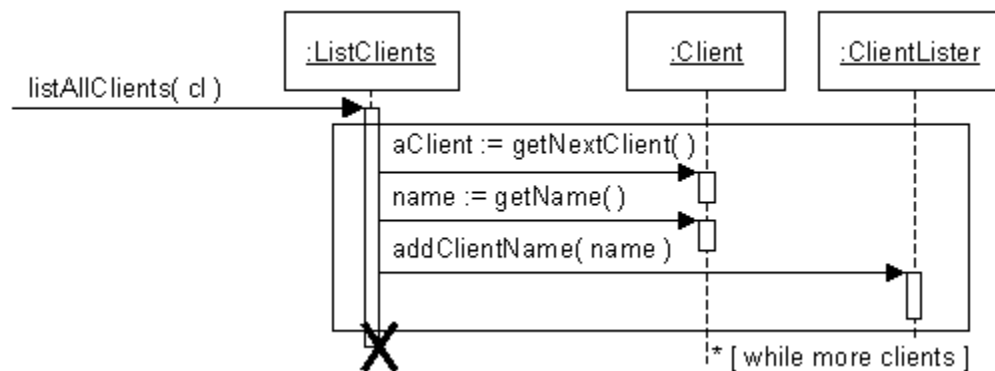 :ListClients
:Client
:ClientLister
listAllClients( cl )
aClient := getNextClient( )
name := getName( )
addClientName( name )
* [ while more clients ]